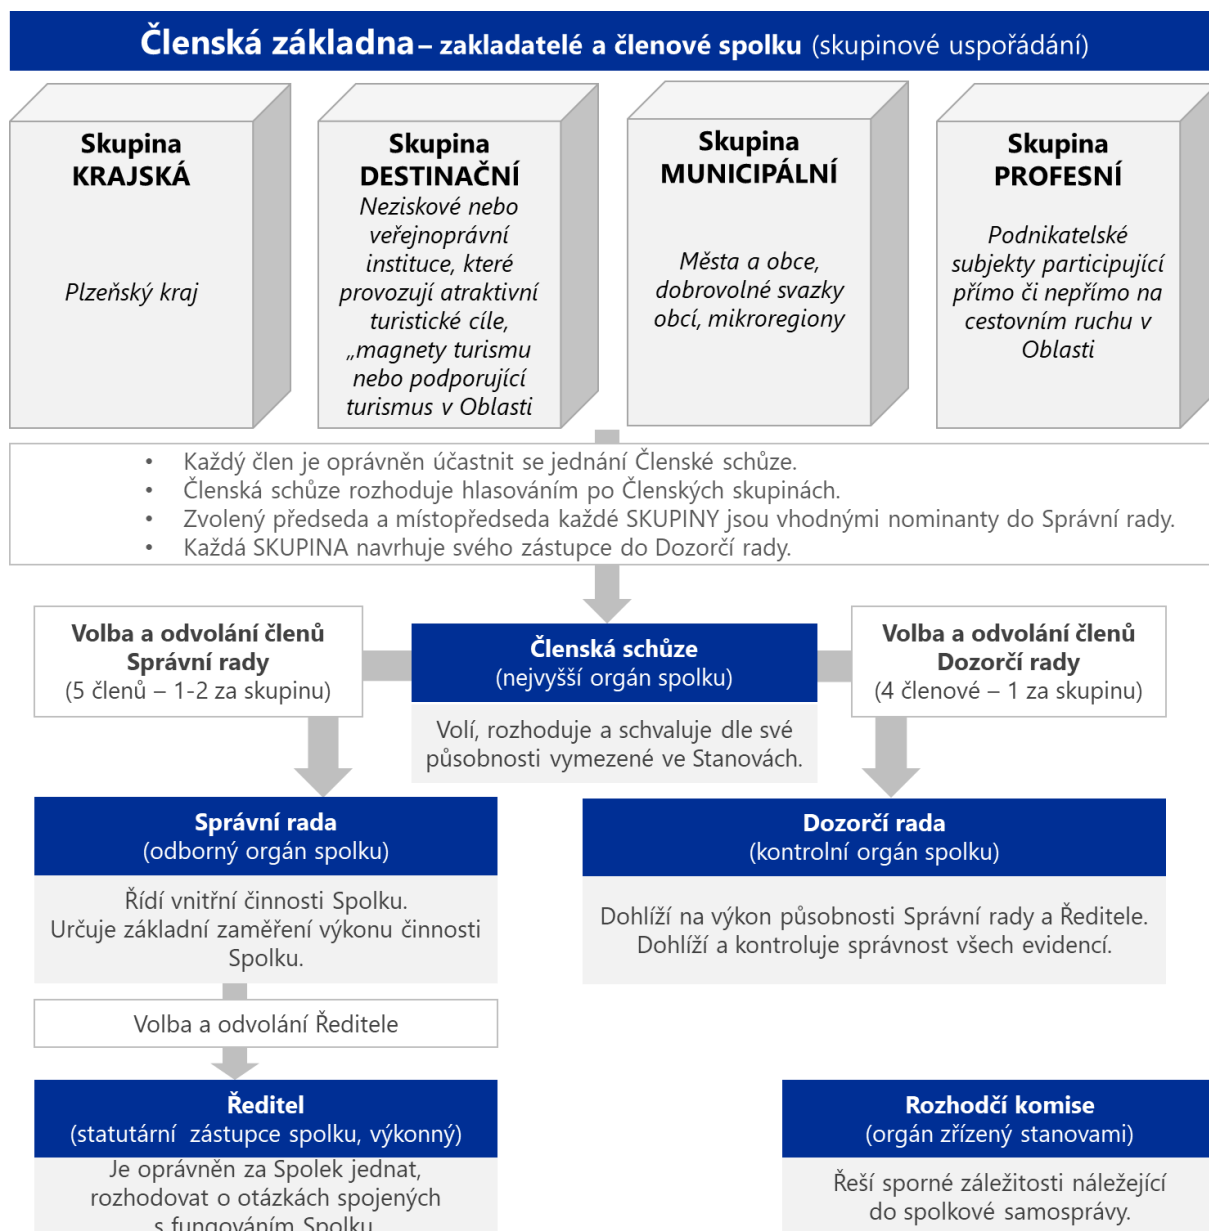 Členská základna – zakladatelé a členové spolku (skupinové uspořádání)
Skupina
KRAJSKÁ
Plzeňský kraj
Skupina
DESTINAČNÍ
Neziskové nebo
veřejnoprávní
instituce, které
provozují atraktivní
turistické cíle,
„magnety turismu
nebo podporující
turismus v Oblasti
Skupina
MUNICIPÁLNÍ
Města a obce,
dobrovolné svazky
obcí, mikroregiony
Skupina
PROFESNÍ
Podnikatelské
subjekty participující
přímo či nepřímo na
cestovním ruchu v
Oblasti
• Každý člen je oprávněn účastnit se jednání Členské schůze.
• Členská schůze rozhoduje hlasováním po Členských skupinách.
• Zvolený předseda a místopředseda každé SKUPINY jsou vhodnými nominanty do Správní rady.
• Každá SKUPINA navrhuje svého zástupce do Dozorčí rady.
Volba a odvolání členů
Správní rady
(5 členů – 1-2 za skupinu)
Členská schůze
(nejvyšší orgán spolku)
Volí, rozhoduje a schvaluje dle své
působnosti vymezené ve Stanovách.
Volba a odvolání členů
Dozorčí rady
(4 členové – 1 za skupinu)
Správní rada
(odborný orgán spolku)
Řídí vnitřní činnosti Spolku.
Určuje základní zaměření výkonu činnosti
Spolku.
Dozorčí rada
(kontrolní orgán spolku)
Dohlíží na výkon působnosti Správní rady a Ředitele.
Dohlíží a kontroluje správnost všech evidencí.
Volba a odvolání Ředitele
Ředitel
(statutární zástupce spolku, výkonný)
Je oprávněn za Spolek jednat,
rozhodovat o otázkách spojených
s fungováním Spolku
Rozhodčí komise
(orgán zřízený stanovami)
Řeší sporné záležitosti náležející
do spolkové samosprávy.